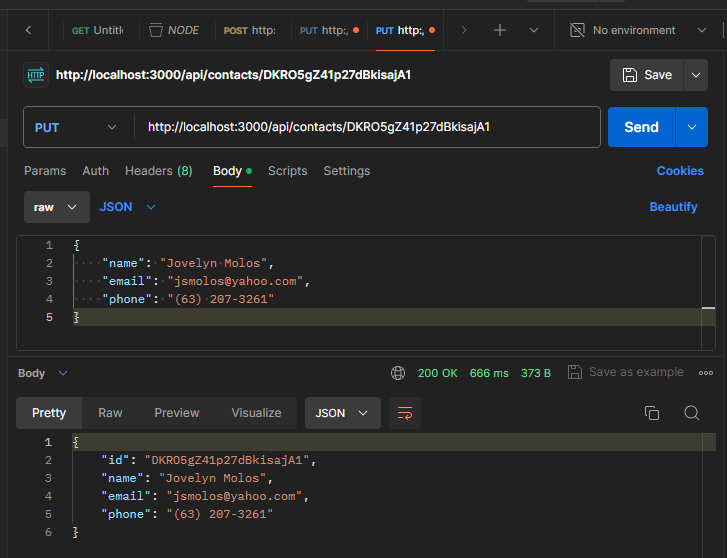 GET Untitl
NODE
POST http:
PUT http:,
PUT http:,
No environment
HTTP
http://localhost:3000/api/contacts/DKRO5gZ41p27dBkisajA1
Save
PUT
http://localhost:3000/api/contacts/DKRO5gZ41p27dBkisajA1
Send
Params Auth Headers (8) Body Scripts Settings Cookies
raw JSON Beautify
1 {
2 "name": "Jovelyn Molos",
3 "email": "jsmolos@yahoo.com",
4 "phone": "(63) 207-3261"
5 }
Body 200 OK 666 ms 373 B Save as example
Pretty Raw Preview Visualize JSON
1 {
2 "id": "DKRO5gZ41p27dBkisajA1",
3 "name": "Jovelyn Molos",
4 "email": "jsmolos@yahoo.com",
5 "phone": "(63) 207-3261"
6 }